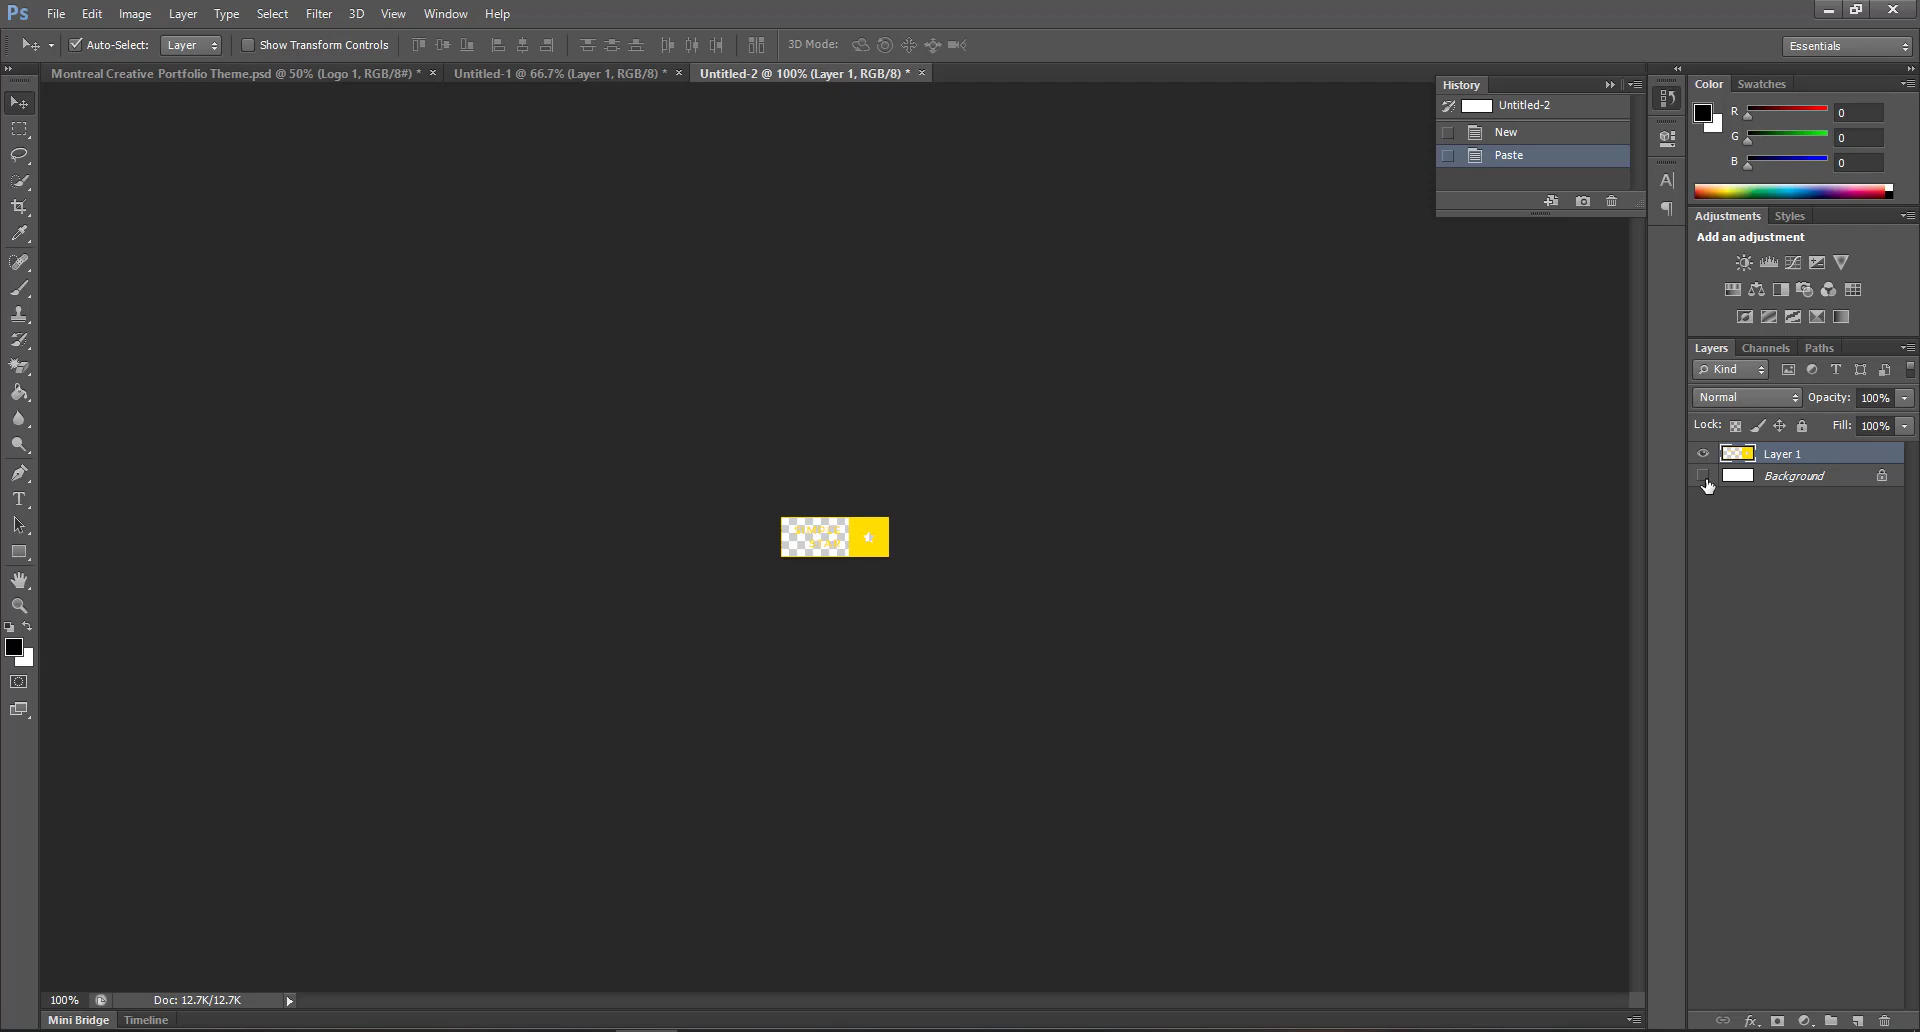 Ps File Edit Image Layer Type Select Filter 3D View Window Help
Auto-Select: Layer Show Transform Controls 3D Mode: Essentials
Montreal Creative Portfolio Theme.psd @ 50% (Logo 1, RGB/8#) * × Untitled-1 @ 66.7% (Layer 1, RGB/8) * × Untitled-2 @ 100% (Layer 1, RGB/8) * ×
History
Untitled-2
New
Paste
Color Swatches
R 0
G 0
B 0
Adjustments Styles
Add an adjustment
Layers Channels Paths
Kind
Normal Opacity: 100%
Lock: Fill: 100%
Layer 1
Background
SIMPLE
STAY
100% Doc: 12.7K/12.7K
Mini Bridge Timeline